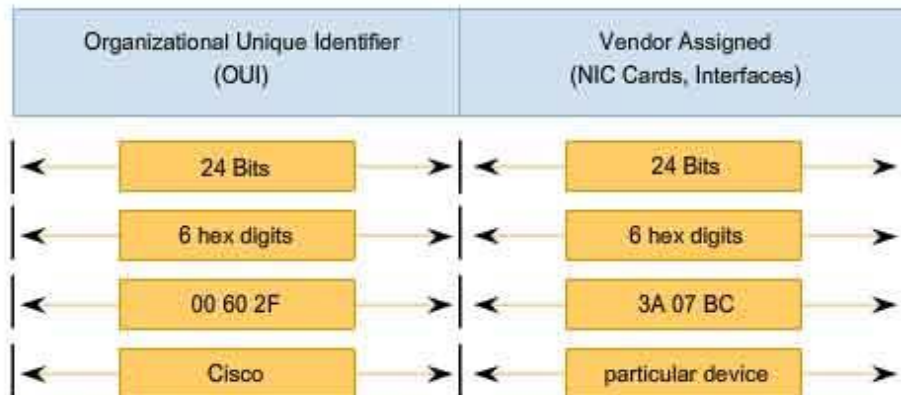 Organizational Unique Identifier
(OUI)
Vendor Assigned
(NIC Cards, Interfaces)
24 Bits
24 Bits
6 hex digits
6 hex digits
00 60 2F
3A 07 BC
Cisco
particular device